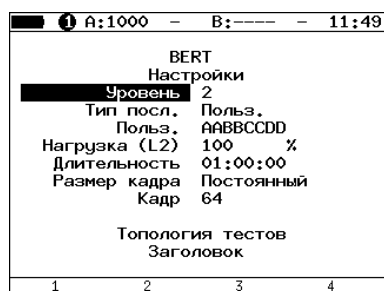 1 A:1000 – B:---- – 11:49
BERT
Настройки
Уровень 2
Тип посл. Польз.
Польз. AABBCCDD
Нагрузка (L2) 100 %
Длительность 01:00:00
Размер кадра Постоянный
Кадр 64
Топология тестов
Заголовок
1 2 3 4